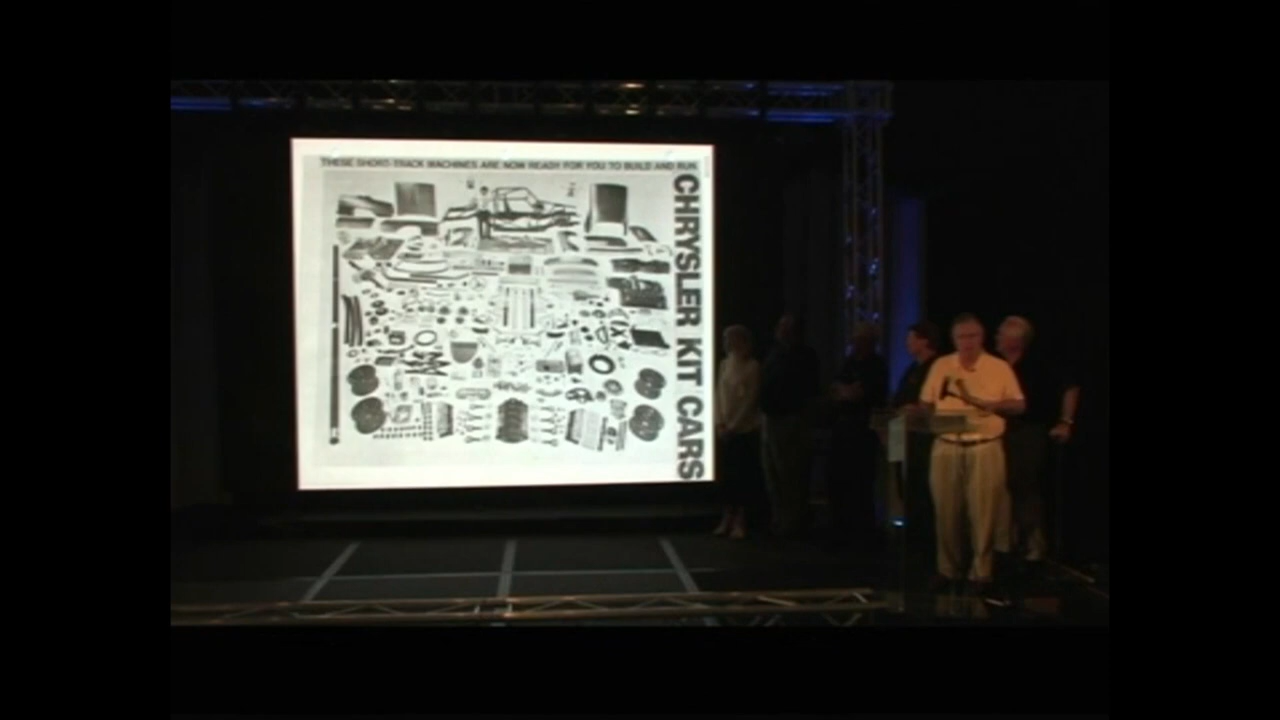 THESE SHORT-TRACK MACHINES ARE NOW READY FOR YOU TO BUILD AND RUN
CHRYSLER KIT CARS